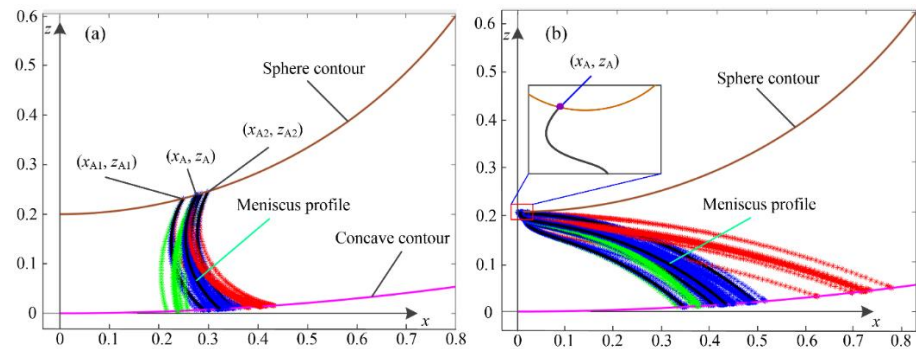 (a)
z
0.6
0.5
0.4
0.3
0.2
0.1
0
0
0.1
0.2
0.3
0.4
0.5
0.6
0.7
0.8
x
Sphere contour
(xA1, zA1)
(xA, zA)
(xA2, zA2)
Meniscus profile
Concave contour
(b)
z
0.6
0.5
0.4
0.3
0.2
0.1
0
0
0.1
0.2
0.3
0.4
0.5
0.6
0.7
0.8
x
(xA, zA)
Sphere contour
Meniscus profile